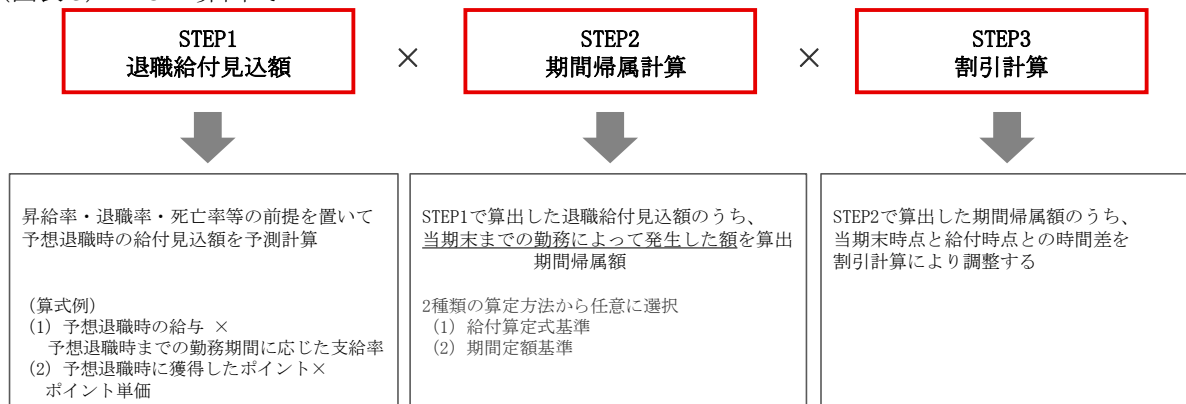 STEP1
退職給付見込額
×
STEP2
期間帰属計算
×
STEP3
割引計算
昇給率・退職率・死亡率等の前提を置いて
予想退職時の給付見込額を予測計算
(算式例)
(1) 予想退職時の給与 ×
予想退職時までの勤務期間に応じた支給率
(2) 予想退職時に獲得したポイント×
ポイント単価
STEP1で算出した退職給付見込額のうち、
当期末までの勤務によって発生した額を算出
期間帰属額
2種類の算定方法から任意に選択
(1) 給付算定式基準
(2) 期間定額基準
STEP2で算出した期間帰属額のうち、
当期末時点と給付時点との時間差を
割引計算により調整する